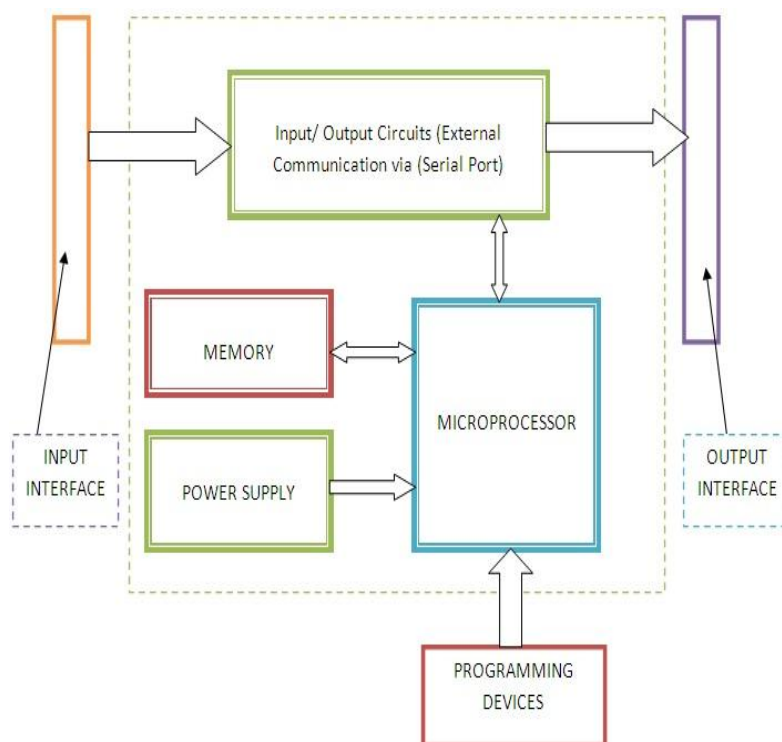 Input/ Output Circuits (External
Communication via (Serial Port)
MEMORY
MICROPROCESSOR
POWER SUPPLY
INPUT
INTERFACE
OUTPUT
INTERFACE
PROGRAMMING
DEVICES